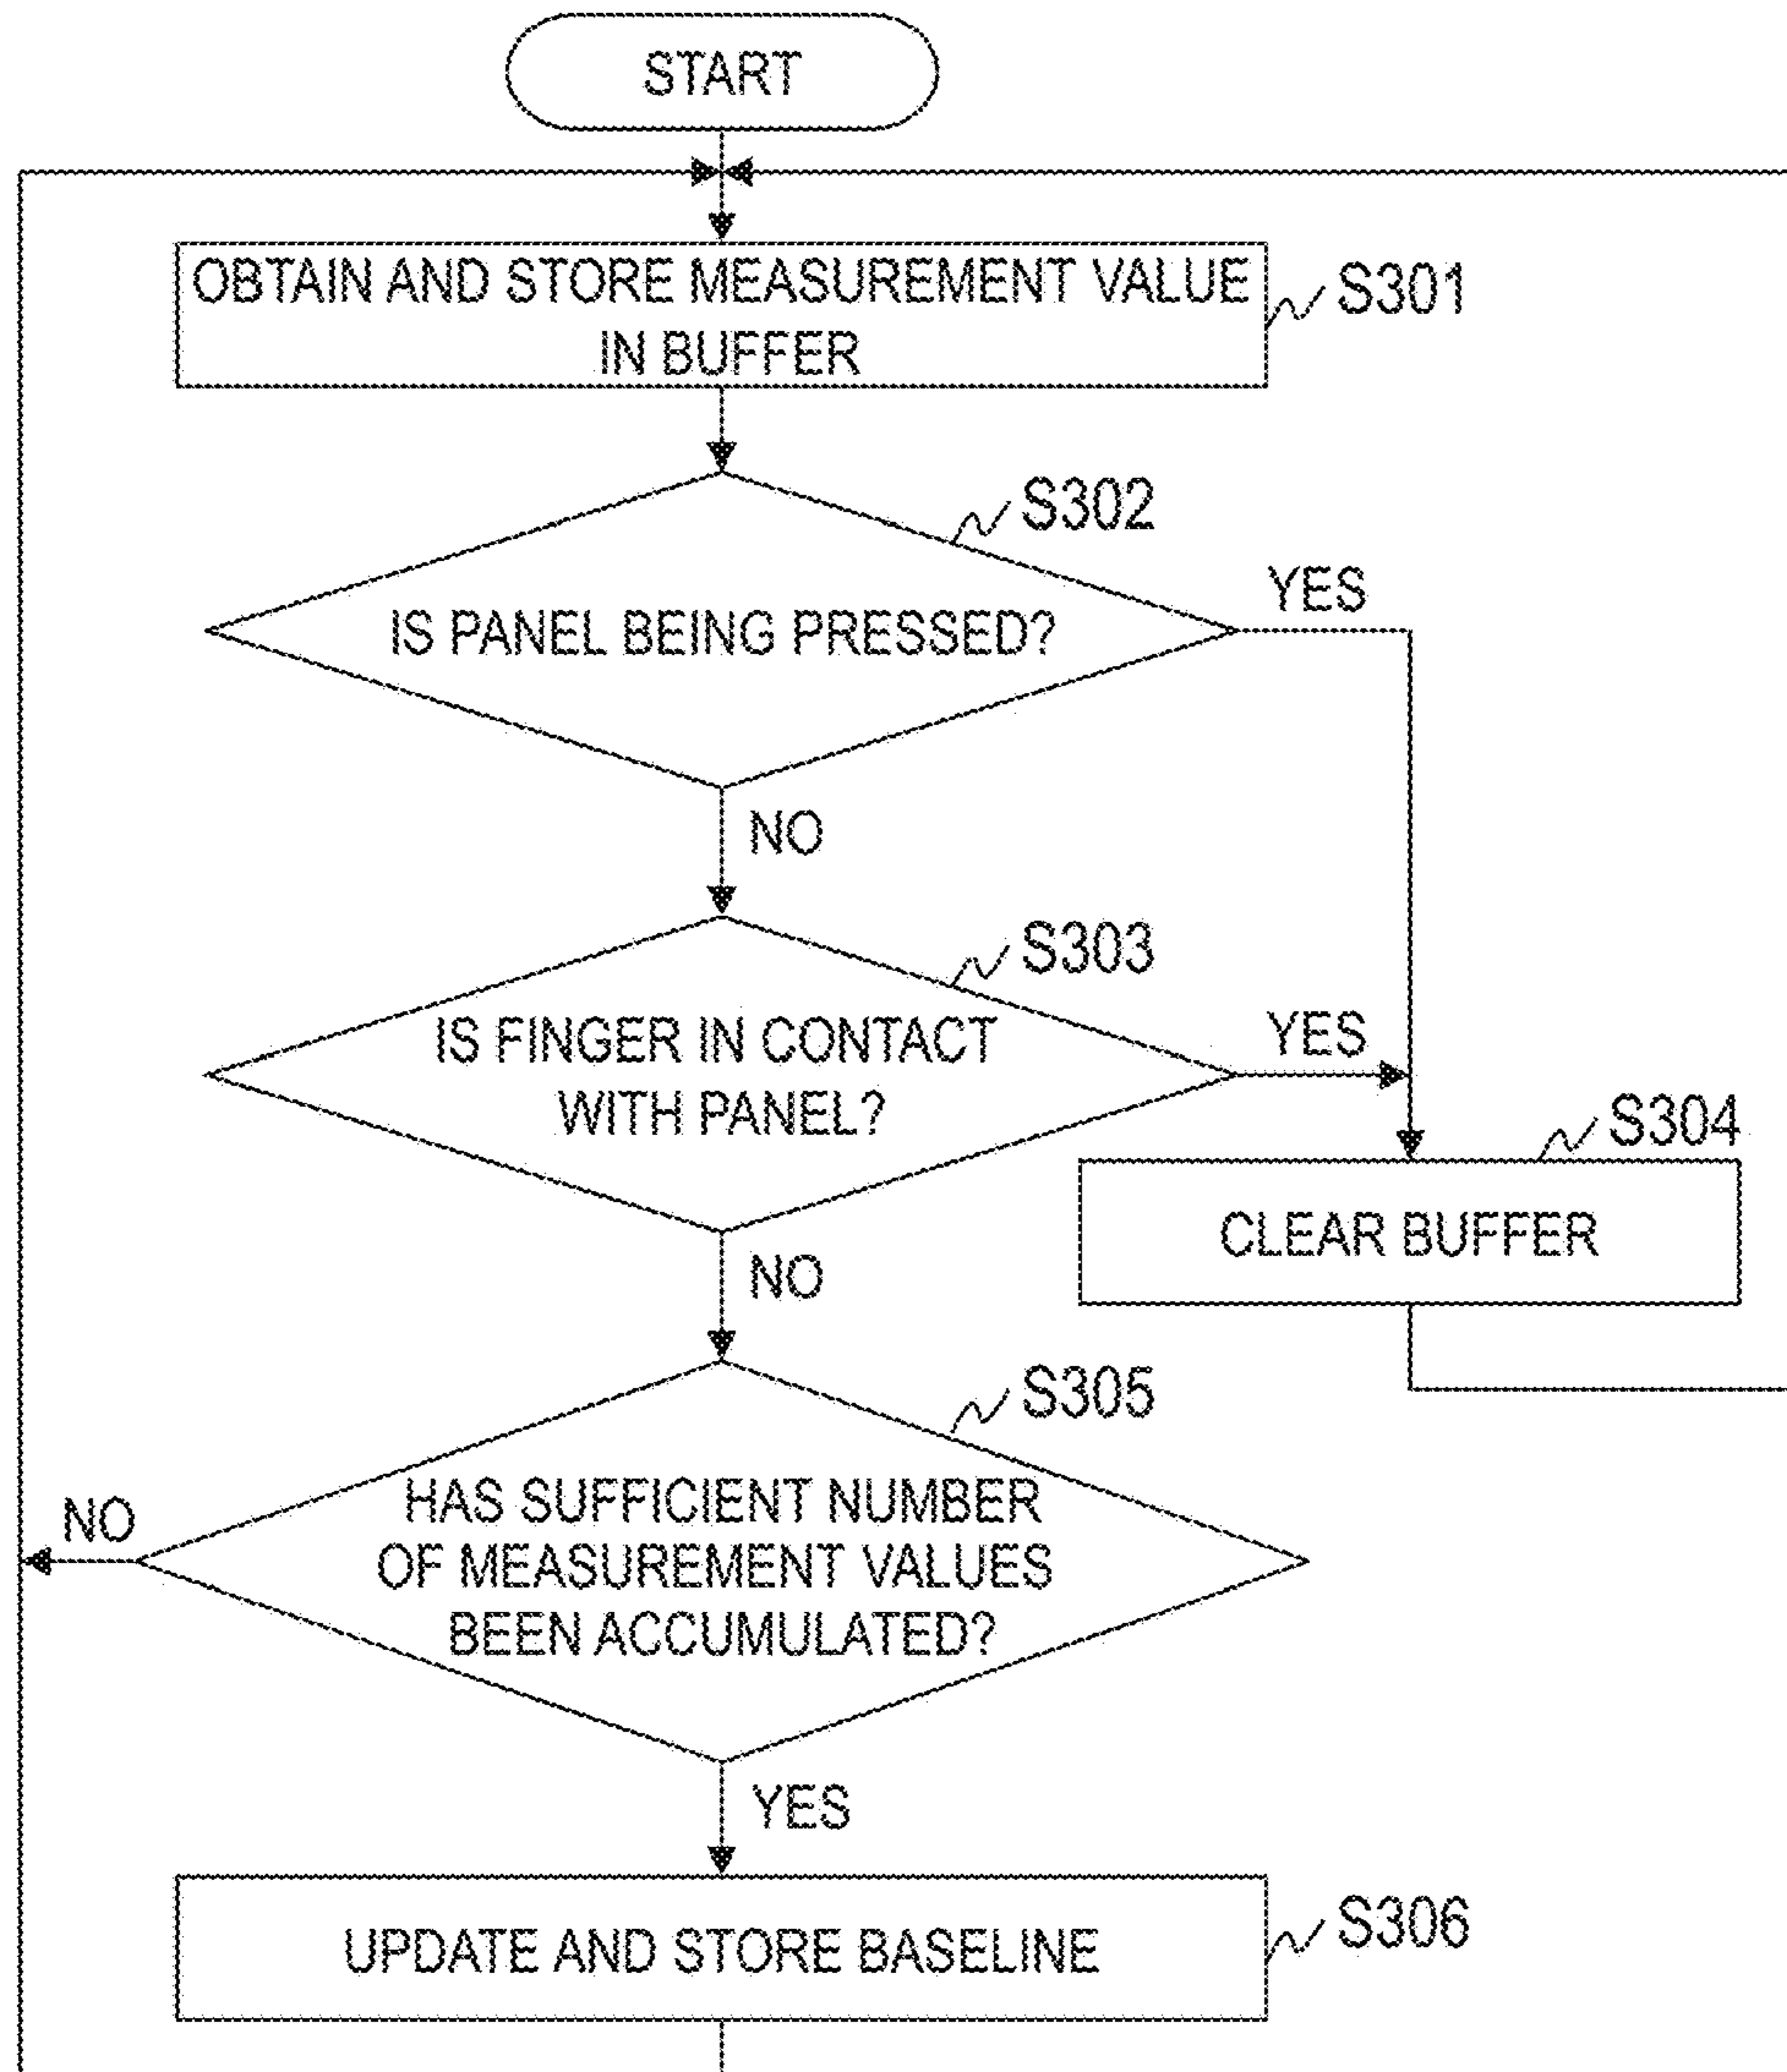 START
OBTAIN AND STORE MEASUREMENT VALUE
IN BUFFER
S301
S302
IS PANEL BEING PRESSED?
YES
NO
S303
IS FINGER IN CONTACT
WITH PANEL?
YES
S304
CLEAR BUFFER
NO
S305
HAS SUFFICIENT NUMBER
OF MEASUREMENT VALUES
BEEN ACCUMULATED?
NO
YES
UPDATE AND STORE BASELINE
S306